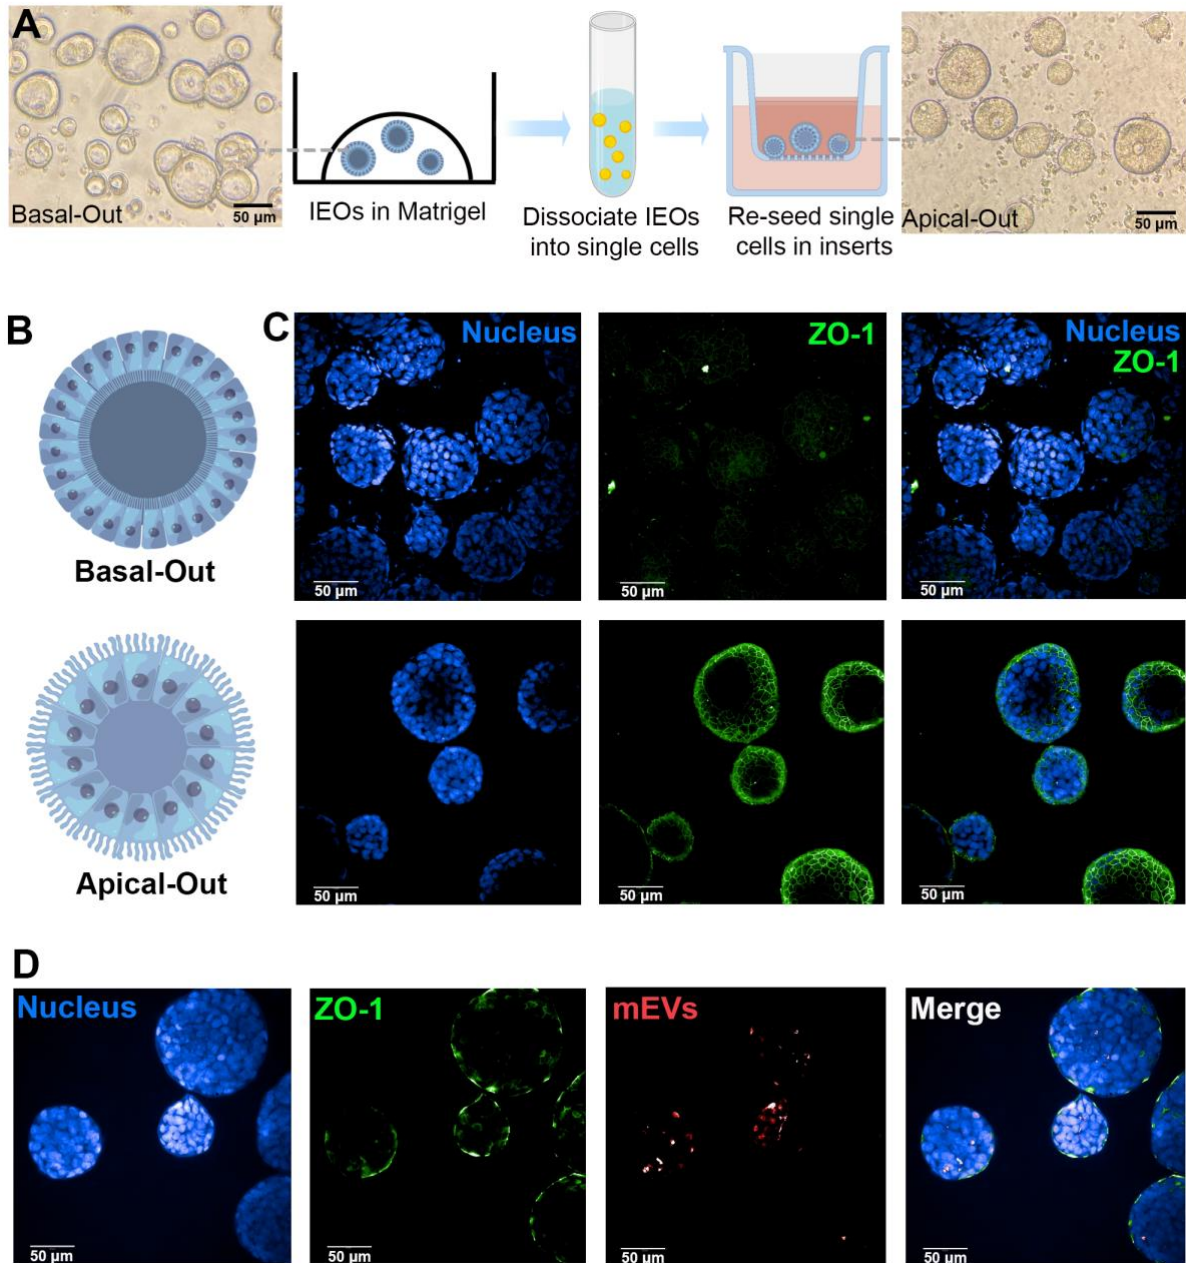 A
Basal-Out
50 µm
IEOs in Matrigel
Dissociate IEOs
into single cells
Re-seed single
cells in inserts
Apical-Out
50 µm
B
Basal-Out
Apical-Out
C
Nucleus
50 µm
ZO-1
50 µm
Nucleus
ZO-1
50 µm
50 µm
50 µm
50 µm
D
Nucleus
50 µm
ZO-1
50 µm
mEVs
50 µm
Merge
50 µm